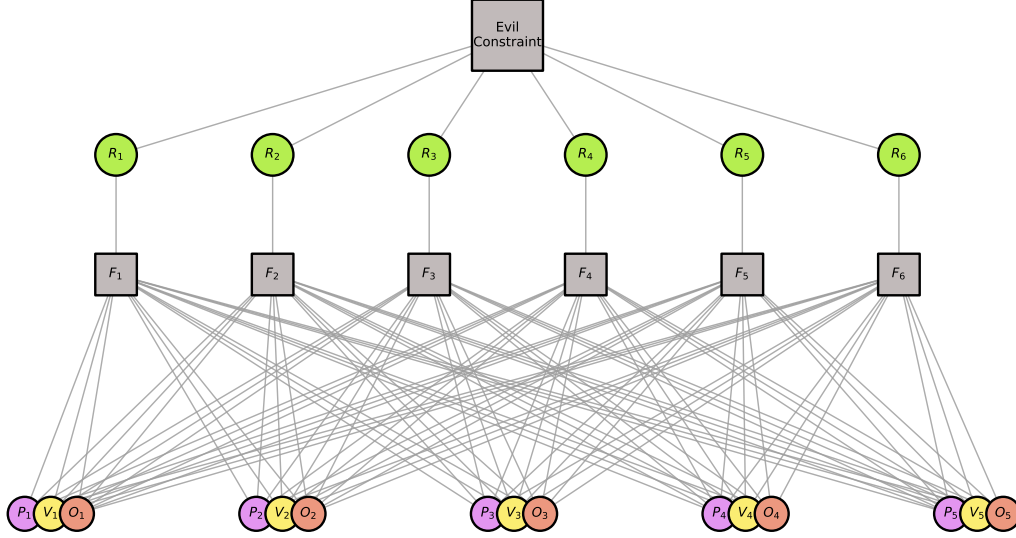 Evil
Constraint
R₁ R₂ R₃ R₄ R₅ R₆
F₁ F₂ F₃ F₄ F₅ F₆
P₁ V₁ O₁ P₂ V₂ O₂ P₃ V₃ O₃ P₄ V₄ O₄ P₅ V₅ O₅